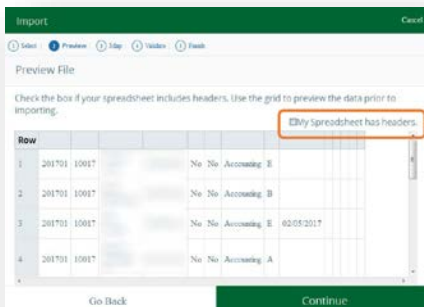 Import Cancel
1 Select 2 Preview 3 Map 4 Validate 5 Finish
Preview File
Check the box if your spreadsheet includes headers. Use the grid to preview the data prior to
importing.
My Spreadsheet has headers.
Row
1 201701 10017 No No Accounting E
2 201701 10017 No No Accounting B
3 201701 10017 No No Accounting E 02/05/2017
4 201701 10017 No No Accounting A
Go Back Continue